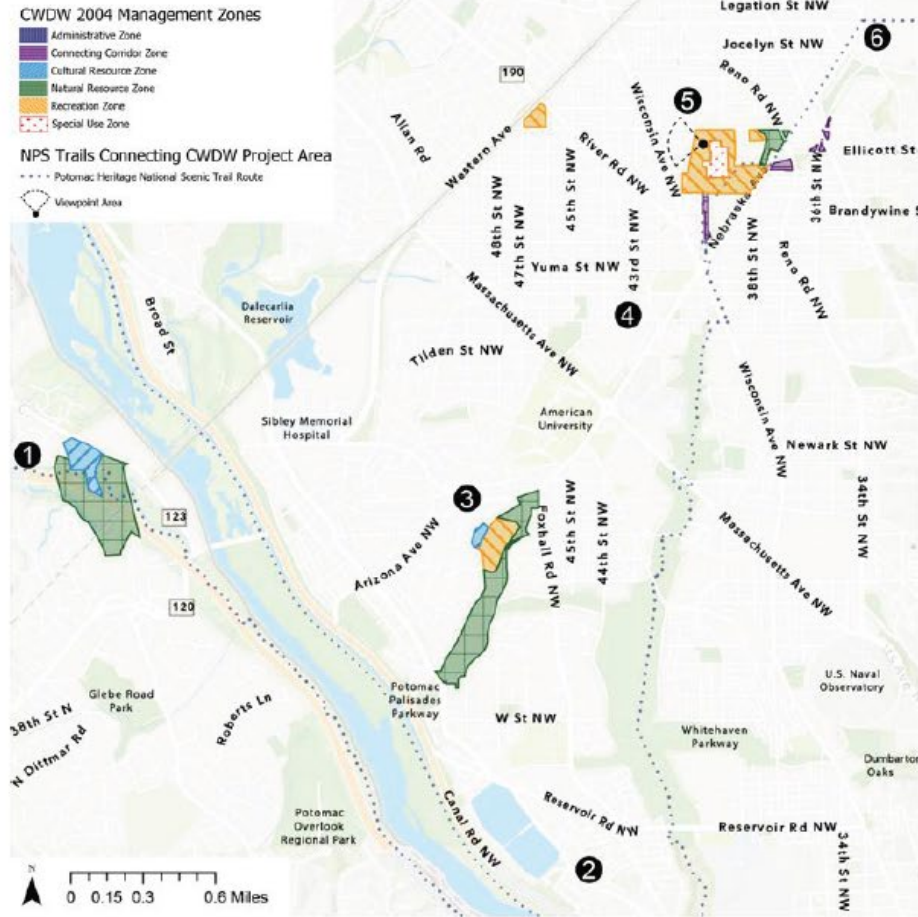 CWDW 2004 Management Zones
Administrative Zone
Connecting Corridor Zone
Cultural Resource Zone
Natural Resource Zone
Recreation Zone
Special Use Zone
NPS Trails Connecting CWDW Project Area
Potomac Heritage National Scenic Trail Route
Viewpoint Area
Legation St NW
Jocelyn St NW
6
Reno Rd NW
190
Western Ave
Allan Rd
River Rd NW
Wisconsin Ave NW
5
Ellicott St
36th St NW
Brandywine S
Nebraska Ave
48th St NW
47th St NW
45th St NW
43rd St NW
38th St NW
Reno Rd NW
Yuma St NW
Massachusetts Ave NW
4
Broad St
Dalecarlia
Reservoir
Tilden St NW
Sibley Memorial
Hospital
American
University
Wisconsin Ave NW
Newark St NW
34th St NW
1
123
120
3
Arizona Ave NW
Foxhall Rd NW
45th St NW
44th St NW
Massachusetts Ave NW
U.S. Naval
Observatory
Glebe Road
Park
38th St N
N Dittmar Rd
Roberts Ln
Potomac
Palisades
Parkway
W St NW
Whitehaven
Parkway
Dumbarton
Oaks
Potomac
Overlook
Regional Park
Canal Rd NW
Reservoir Rd NW
Reservoir Rd NW
34th St NW
2
N
0 0.15 0.3 0.6 Miles